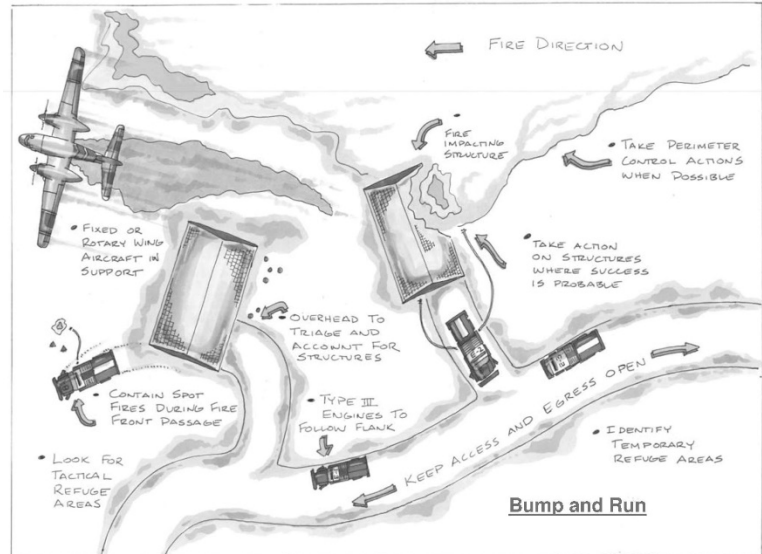 FIRE DIRECTION
• FIRE
IMPACTING
STRUCTURE
• TAKE PERIMETER
CONTROL ACTIONS
WHEN POSSIBLE
• FIXED OR
ROTARY WING
AIRCRAFT IN
SUPPORT
• TAKE ACTION
ON STRUCTURES
WHERE SUCCESS
IS PROBABLE
• OVERHEAD TO
TRIAGE AND
ACCOUNT FOR
STRUCTURES
• CONTAIN SPOT
FIRES DURING FIRE
FRONT PASSAGE
• TYPE III
ENGINES TO
FOLLOW FLANK
KEEP ACCESS AND EGRESS OPEN
• IDENTIFY
TEMPORARY
REFUGE AREAS
• LOOK FOR
TACTICAL
REFUGE
AREAS
Bump and Run